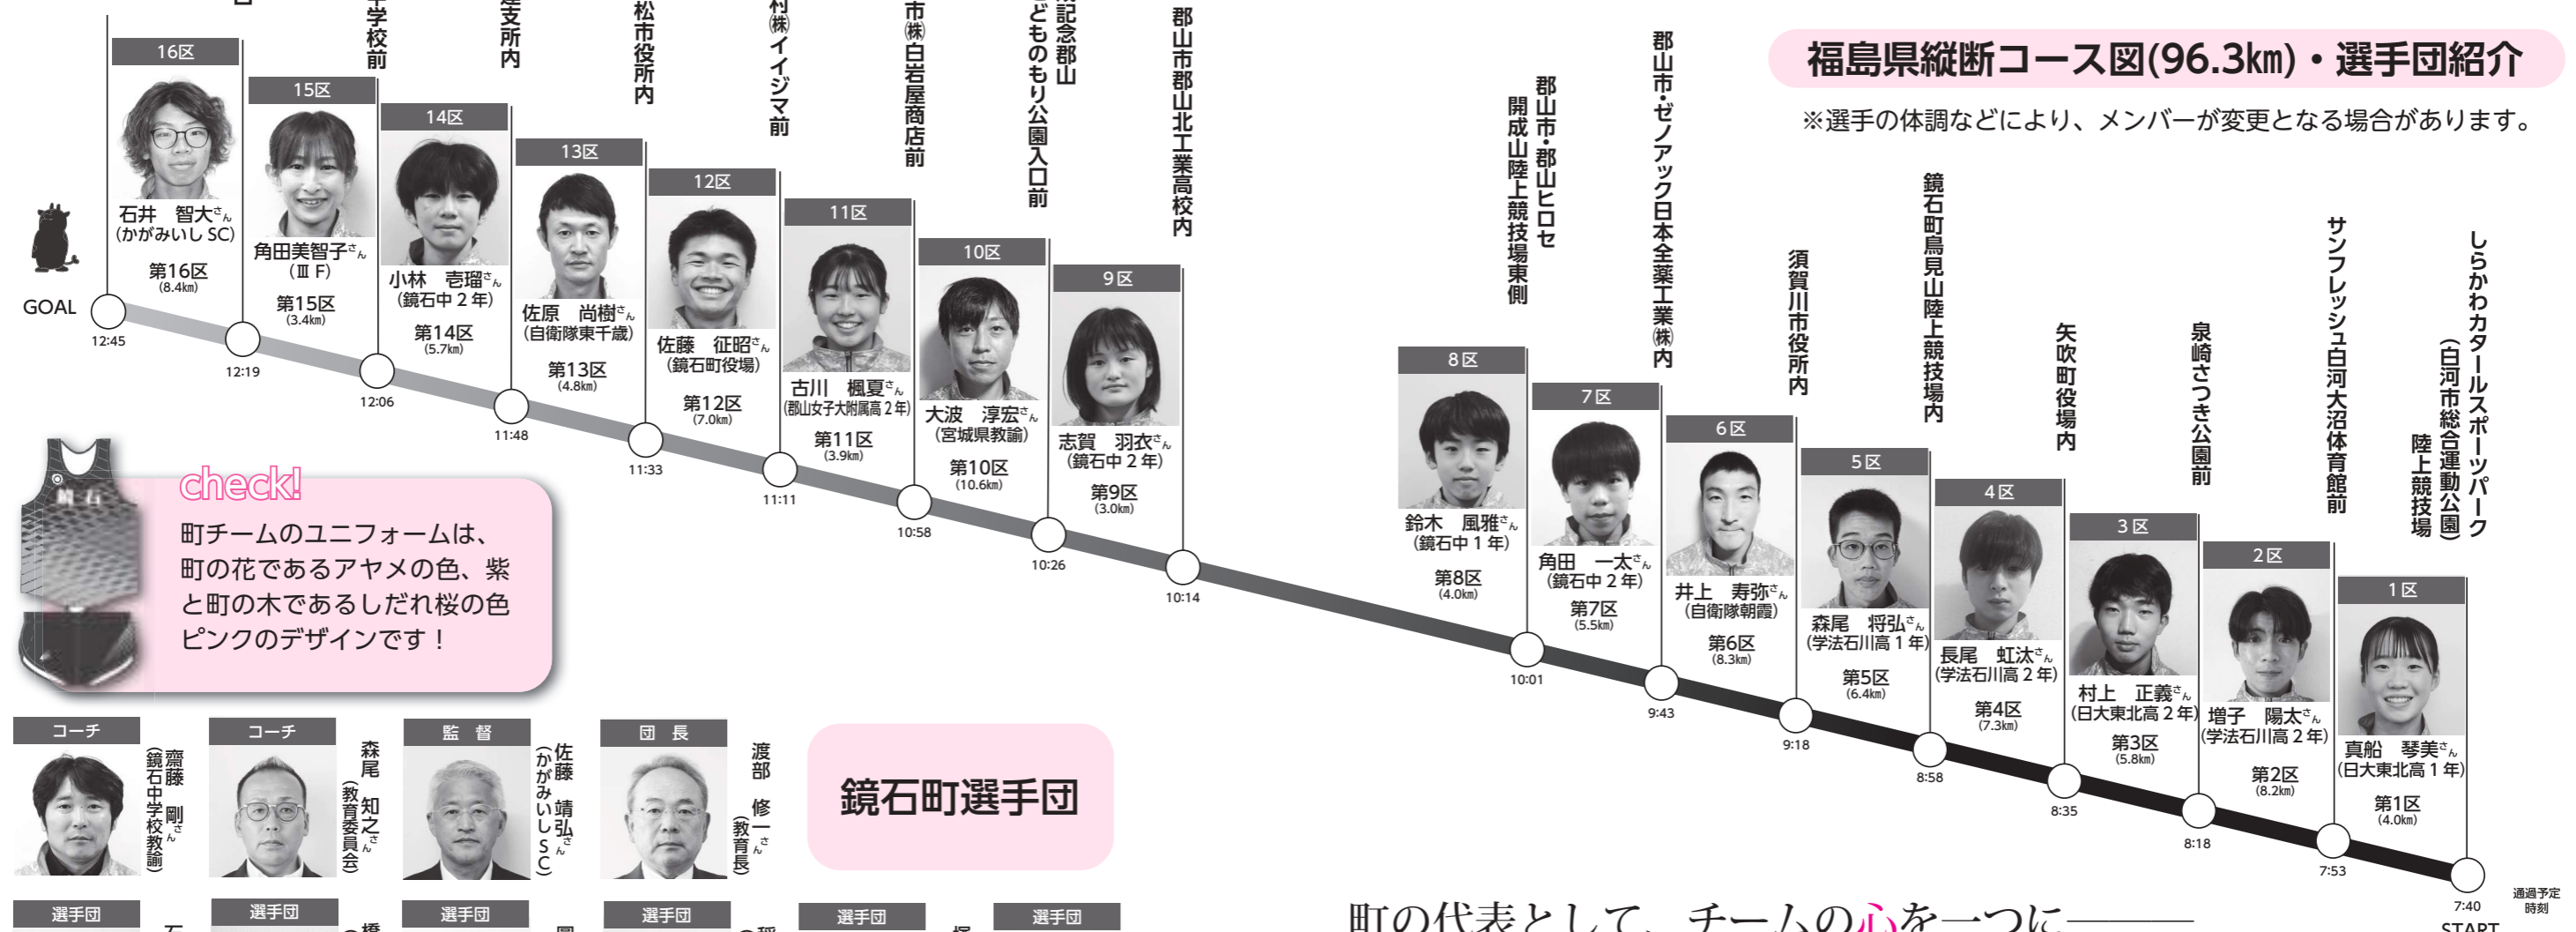 福島県縦断コース図(96.3㎞)・選手団紹介
※選手の体調などにより、メンバーが変更となる場合があります。
しらかわカタールスポーツパーク
(白河市総合運動公園)
陸上競技場
サンフレッシュ白河大沼体育館前
泉崎さつき公園前
矢吹町役場内
鏡石町鳥見山陸上競技場内
須賀川市役所内
郡山市・ゼノアック日本全薬工業㈱内
郡山市・郡山ヒロセ
開成山陸上競技場東側
郡山市郡山北工業高校内
記念郡山
どものもり公園入口前
市㈱白岩屋商店前
村㈱イイジマ前
松市役所内
達支所内
学校前
1区
真船 琴美さん
(日大東北高1年)
第1区
(4.0㎞)
2区
増子 陽太さん
(学法石川高2年)
第2区
(8.2㎞)
3区
村上 正義さん
(日大東北高2年)
第3区
(5.8㎞)
4区
長尾 虹汰さん
(学法石川高2年)
第4区
(7.3㎞)
5区
森尾 将弘さん
(学法石川高1年)
第5区
(6.4㎞)
6区
井上 寿弥さん
(自衛隊朝霞)
第6区
(8.3㎞)
7区
角田 一太さん
(鏡石中2年)
第7区
(5.5㎞)
8区
鈴木 風雅さん
(鏡石中1年)
第8区
(4.0㎞)
9区
志賀 羽衣さん
(鏡石中2年)
第9区
(3.0㎞)
10区
大波 淳宏さん
(宮城県教諭)
第10区
(10.6㎞)
11区
古川 楓夏さん
(郡山女子大附属高2年)
第11区
(3.9㎞)
12区
佐藤 征昭さん
(鏡石町役場)
第12区
(7.0㎞)
13区
佐原 尚樹さん
(自衛隊東千歳)
第13区
(4.8㎞)
14区
小林 壱瑠さん
(鏡石中2年)
第14区
(5.7㎞)
15区
角田美智子さん
(Ⅲ F)
第15区
(3.4㎞)
16区
石井 智大さん
(かがみいし SC)
第16区
(8.4㎞)
通過予定
時刻
START
7:40
7:53
8:18
8:35
8:58
9:18
9:43
10:01
10:14
10:26
10:58
11:11
11:33
11:48
12:06
12:19
12:45
GOAL
鏡石
check!
町チームのユニフォームは、
町の花であるアヤメの色、紫
と町の木であるしだれ桜の色
ピンクのデザインです！
鏡石町選手団
団 長
渡部 修一さん
(教育長)
監 督
佐藤 靖弘さん
(かがみいしSC)
コーチ
森尾 知之さん
(教育委員会)
コーチ
齋藤 剛さん
(鏡石中学校教諭)
選手団
選手団
選手団
選手団
選手団
選手団
町の代表として、チームの心を一つに――